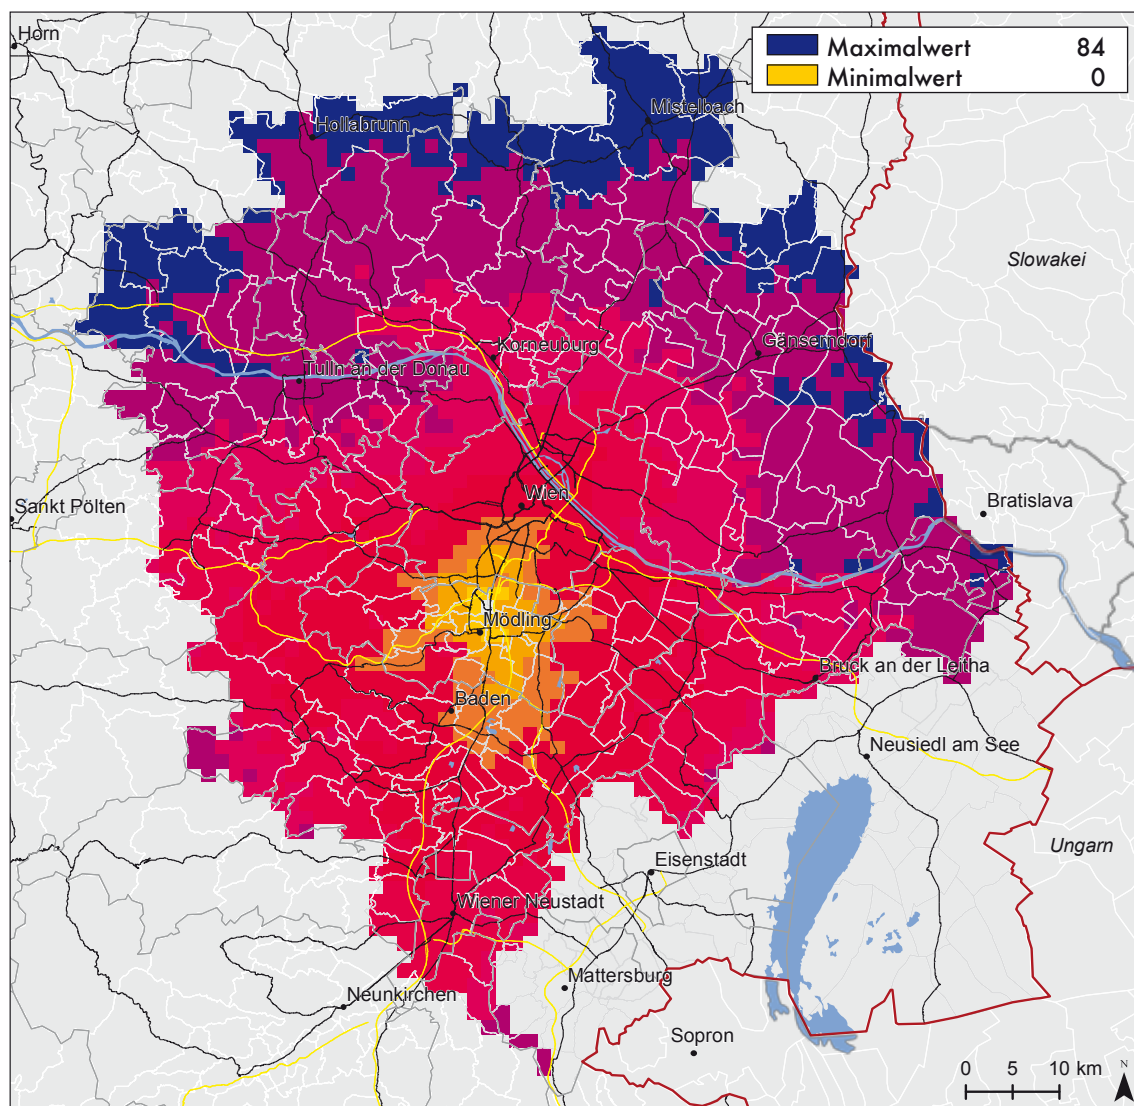 Horn
Maximalwert 84
Minimalwert 0
Mistelbach
Hollabrunn
Slowakei
Korneuburg
Gänserndorf
Tulln an der Donau
Wien
Sankt Pölten
Bratislava
Mödling
Bruck an der Leitha
Baden
Neusiedl am See
Ungarn
Eisenstadt
Wiener Neustadt
Mattersburg
Neunkirchen
Sopron
0 5 10 km
N